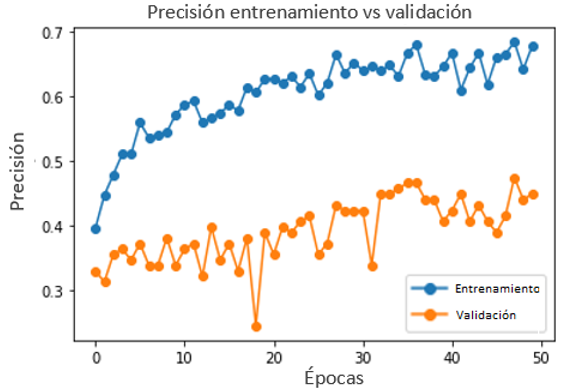 Precisión entrenamiento vs validación
0.7
0.6
0.5
0.4
0.3
Precisión
0 10 20 30 40 50
Épocas
Entrenamiento
Validación